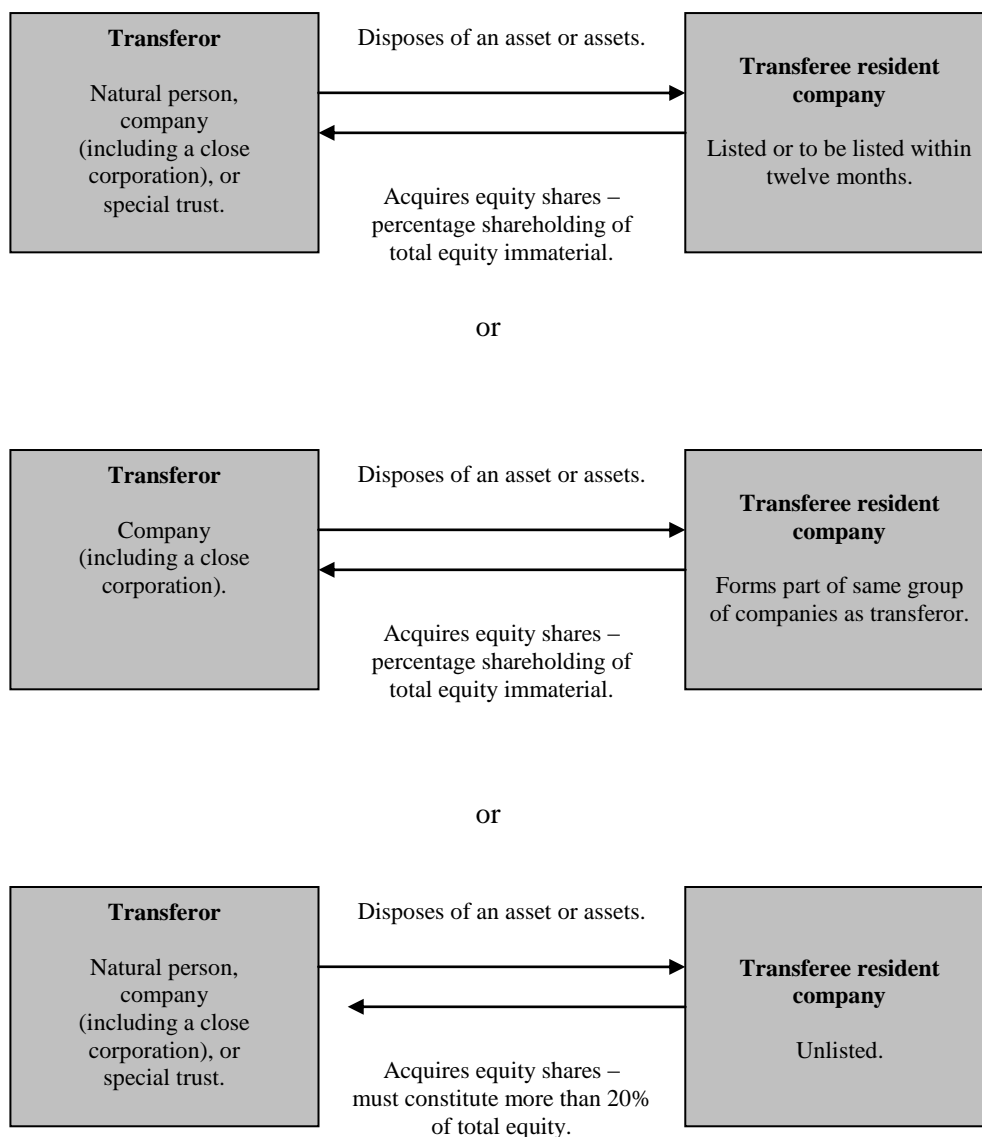 Transferor
Natural person,
company
(including a close
corporation), or
special trust.
Disposes of an asset or assets.
Acquires equity shares –
percentage shareholding of
total equity immaterial.
Transferee resident
company
Listed or to be listed within
twelve months.
or
Transferor
Company
(including a close
corporation).
Disposes of an asset or assets.
Acquires equity shares –
percentage shareholding of
total equity immaterial.
Transferee resident
company
Forms part of same group
of companies as transferor.
or
Transferor
Natural person,
company
(including a close
corporation), or
special trust.
Disposes of an asset or assets.
Acquires equity shares –
must constitute more than 20%
of total equity.
Transferee resident
company
Unlisted.